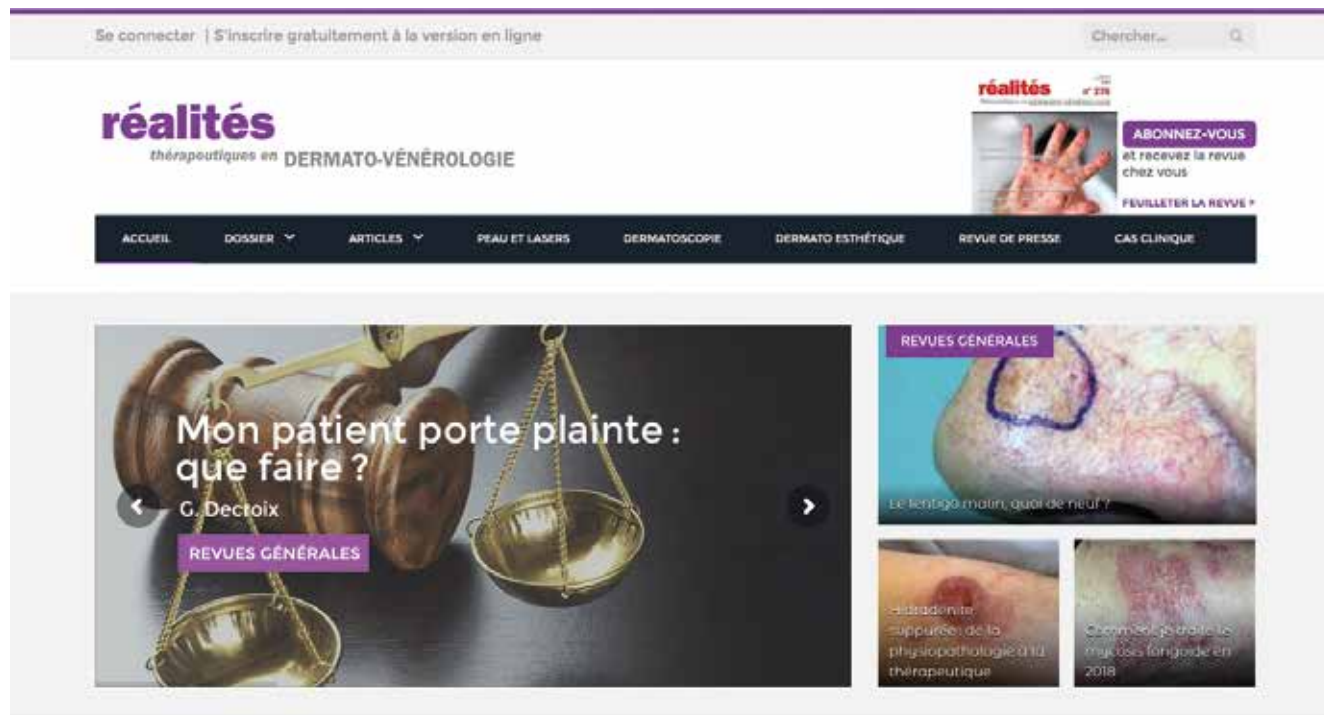 Se connecter | S'inscrire gratuitement à la version en ligne
Chercher...
réalités
thérapeutiques en DERMATO-VÉNÉROLOGIE
réalités
ABONNEZ-VOUS
et recevez la revue
chez vous
FEUILLETER LA REVUE >
ACCUEIL DOSSIER ARTICLES PEAU ET LASERS DERMATOSCOPIE DERMATO ESTHÉTIQUE REVUE DE PRESSE CAS CLINIQUE
Mon patient porte plainte :
que faire ?
G. Decroix
REVUES GÉNÉRALES
REVUES GÉNÉRALES
Le lentigo malin, quoi de neuf ?
Hidradénite
suppurée : de la
physiopathologie à la
thérapeutique
Comment je traite le
mycosis fongoïde en
2018